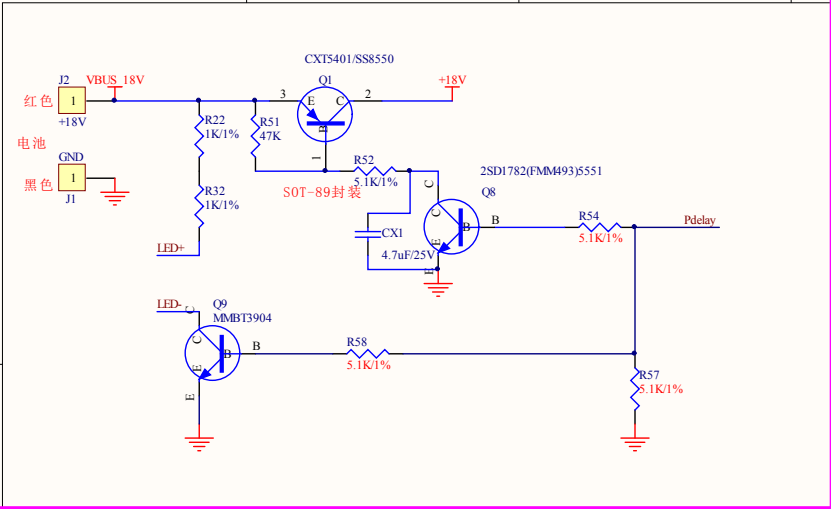 CXT5401/SS8550
J2
VBUS_18V
Q1
+18V
红色
1
3
E
C
2
+18V
R22
1K/1%
R51
47K
B
电池
1
GND
R52
5.1K/1%
2SD1782(FMM493)5551
黑色
1
R32
1K/1%
SOT-89封装
C
Q8
J1
C
B
B
R54
5.1K/1%
Pdelay
CX1
E
4.7uF/25V
LED+
E
LED-
C
Q9
MMBT3904
C
B
B
R58
5.1K/1%
E
R57
5.1K/1%
E